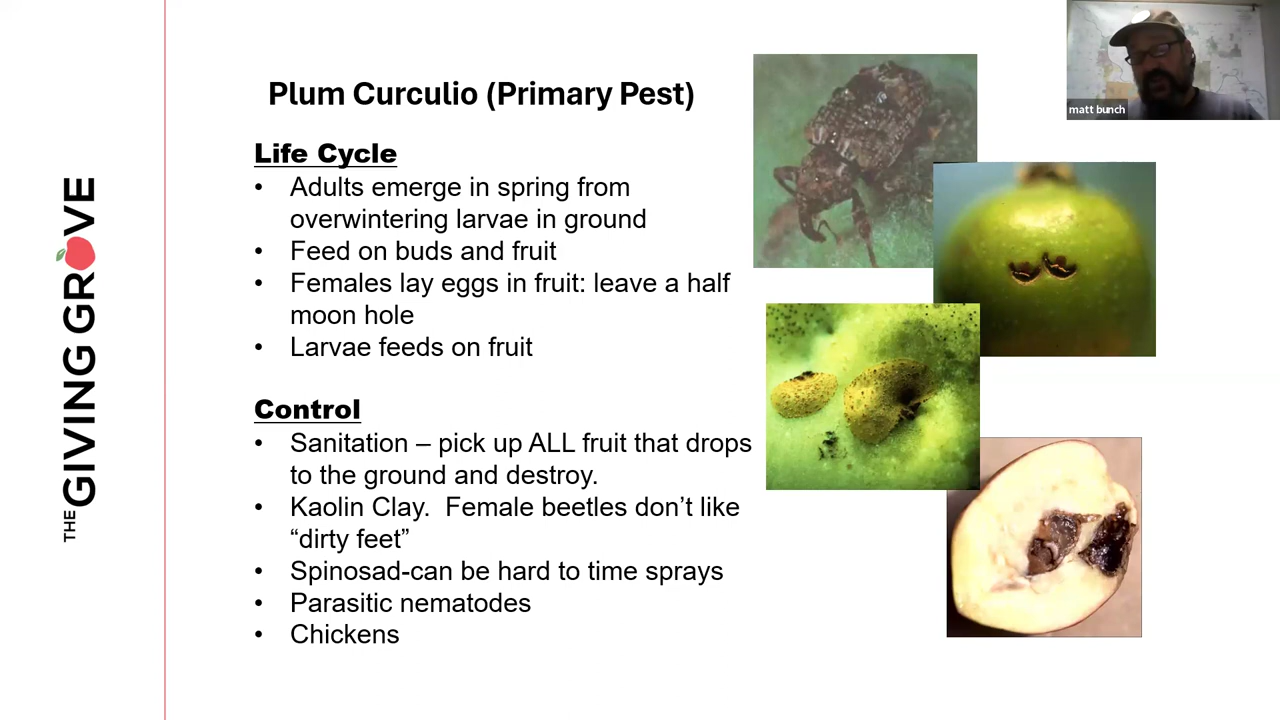 THE GIVING GROVE
matt bunch
Plum Curculio (Primary Pest)
Life Cycle
• Adults emerge in spring from
overwintering larvae in ground
• Feed on buds and fruit
• Females lay eggs in fruit: leave a half
moon hole
• Larvae feeds on fruit
Control
• Sanitation – pick up ALL fruit that drops
to the ground and destroy.
• Kaolin Clay.  Female beetles don’t like
“dirty feet”
• Spinosad-can be hard to time sprays
• Parasitic nematodes
• Chickens